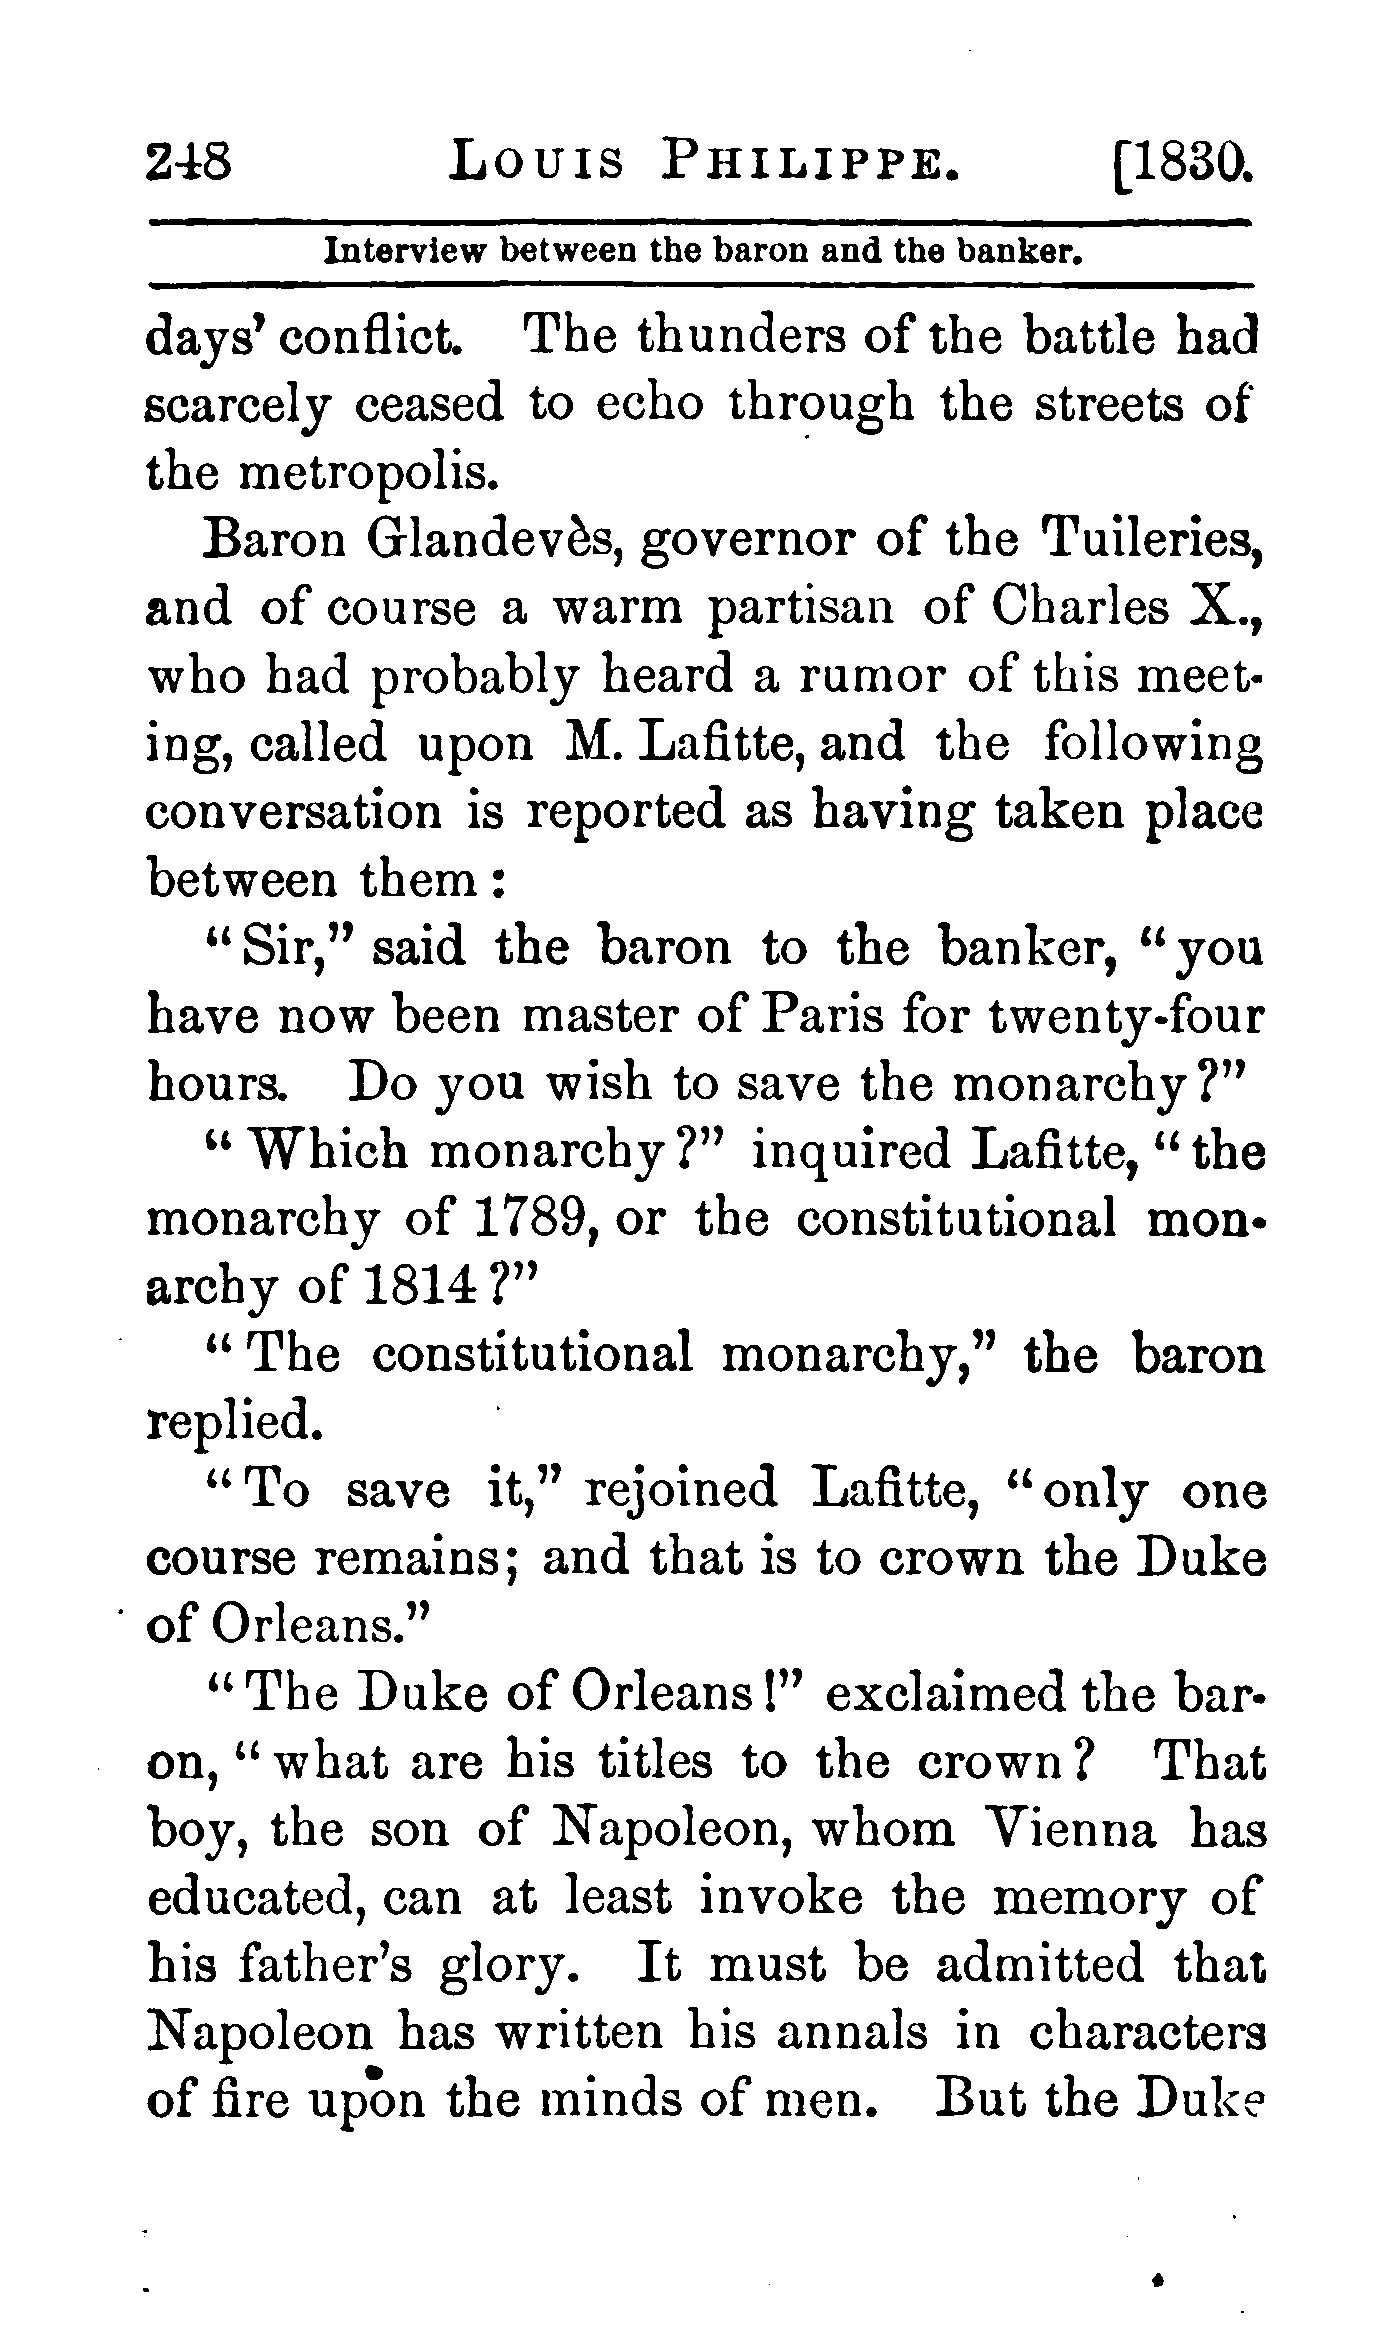 248 LOUIS PHILIPPE. [1830.
Interview between the baron and the banker.
days' conflict. The thunders of the battle had
scarcely ceased to echo through the streets of
the metropolis.
Baron Glandevès, governor of the Tuileries,
and of course a warm partisan of Charles X.,
who had probably heard a rumor of this meet-
ing, called upon M. Lafitte, and the following
conversation is reported as having taken place
between them :
"Sir," said the baron to the banker, "you
have now been master of Paris for twenty-four
hours. Do you wish to save the monarchy?"
"Which monarchy?" inquired Lafitte, "the
monarchy of 1789, or the constitutional mon-
archy of 1814?"
"The constitutional monarchy," the baron
replied.
"To save it," rejoined Lafitte, "only one
course remains; and that is to crown the Duke
of Orleans."
"The Duke of Orleans!" exclaimed the bar-
on, "what are his titles to the crown? That
boy, the son of Napoleon, whom Vienna has
educated, can at least invoke the memory of
his father's glory. It must be admitted that
Napoleon has written his annals in characters
of fire upon the minds of men. But the Duke